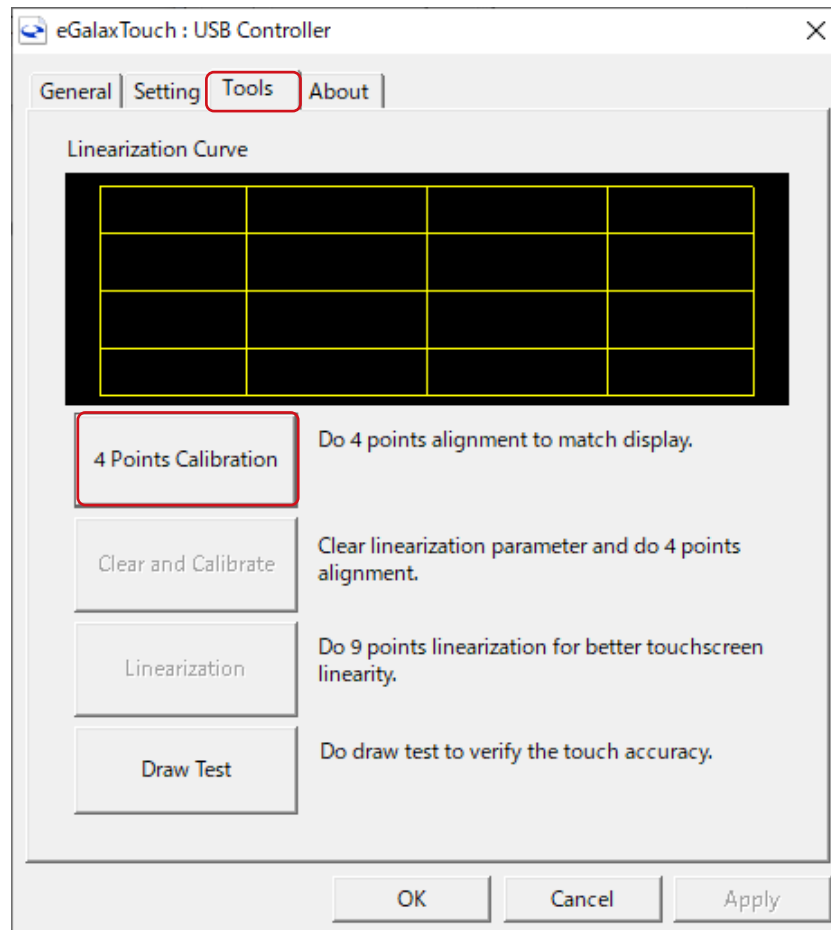 eGalaxTouch : USB Controller
General Setting Tools About
Linearization Curve
4 Points Calibration
Do 4 points alignment to match display.
Clear and Calibrate
Clear linearization parameter and do 4 points
alignment.
Linearization
Do 9 points linearization for better touchscreen
linearity.
Draw Test
Do draw test to verify the touch accuracy.
OK Cancel Apply